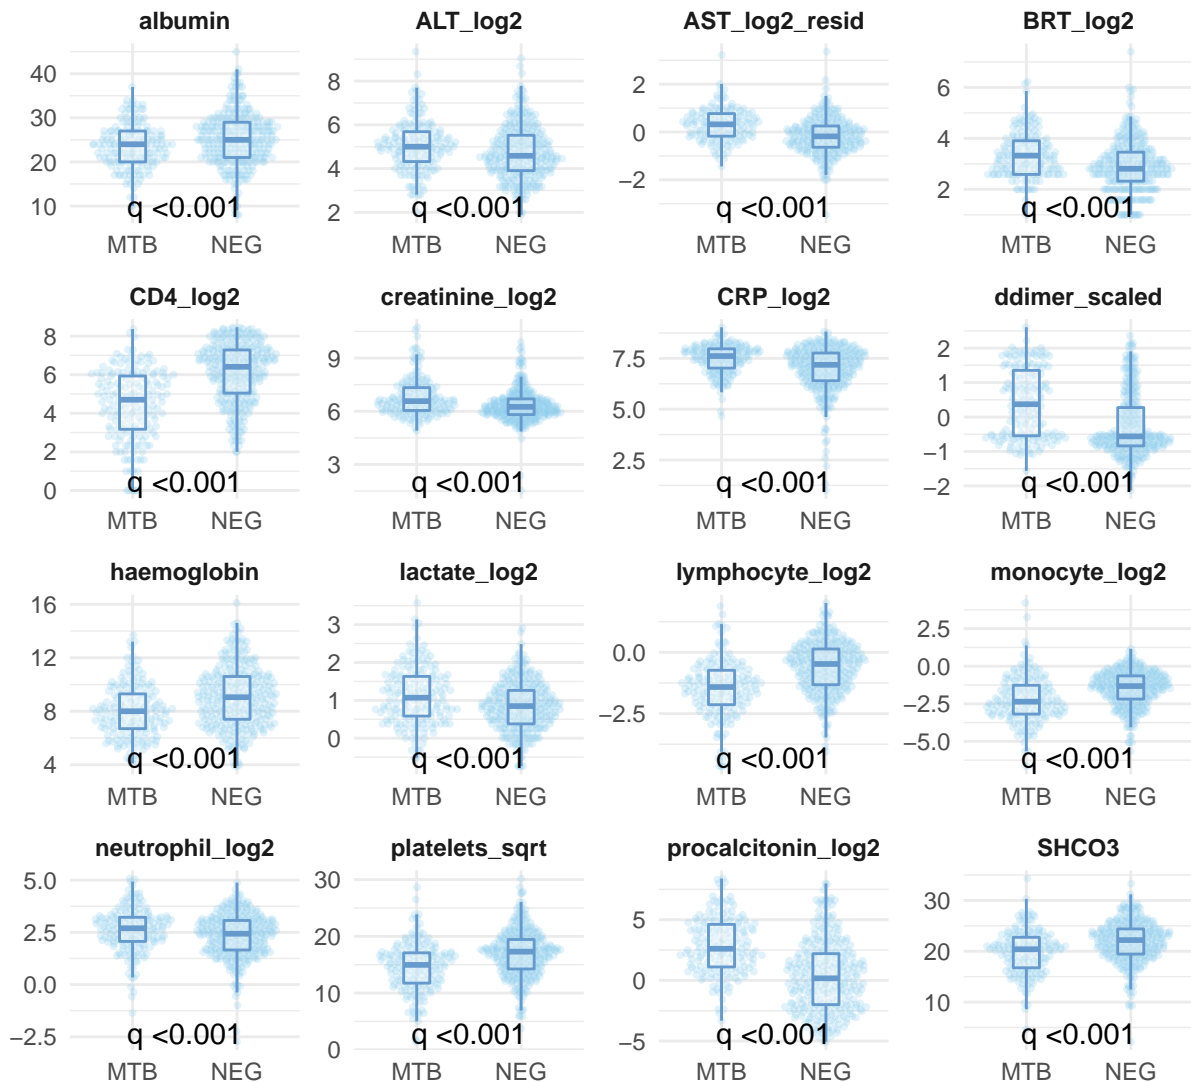 albumin ALT_log2 AST_log2_resid BRT_log2
40 8 2 6
30 6 0 4
20 4 −2 2
10 2
q <0.001 q <0.001 q <0.001 q <0.001
MTB NEG MTB NEG MTB NEG MTB NEG
CD4_log2 creatinine_log2 CRP_log2 ddimer_scaled
8 9 7.5 2
6 6 5.0 1
4 3 2.5 0
2 −1
0 −2
q <0.001 q <0.001 q <0.001 q <0.001
MTB NEG MTB NEG MTB NEG MTB NEG
haemoglobin lactate_log2 lymphocyte_log2 monocyte_log2
16 3 0.0 2.5
12 2 −2.5 0.0
8 1 −2.5
4 0 −5.0
q <0.001 q <0.001 q <0.001 q <0.001
MTB NEG MTB NEG MTB NEG MTB NEG
neutrophil_log2 platelets_sqrt procalcitonin_log2 SHCO3
5.0 30 5 30
2.5 20 0 20
0.0 10 −5 10
−2.5 0
q <0.001 q <0.001 q <0.001 q <0.001
MTB NEG MTB NEG MTB NEG MTB NEG